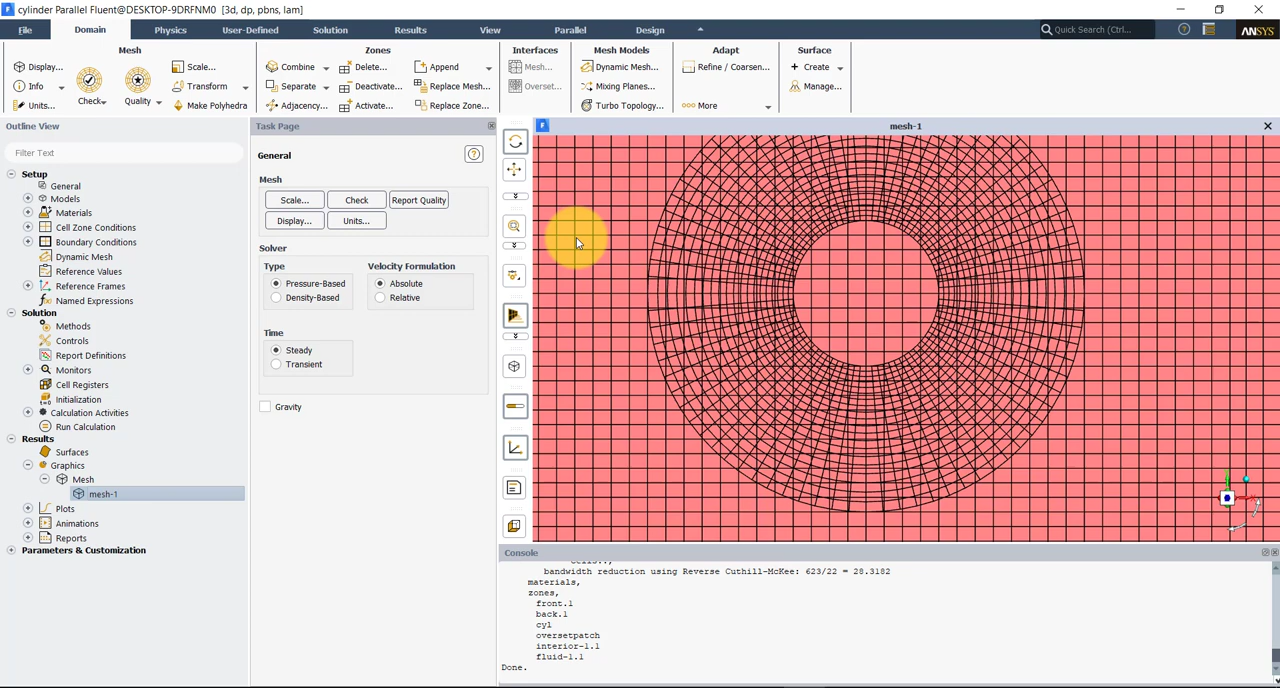 cylinder Parallel Fluent@DESKTOP-9DRFNM0 [3d, dp, pbns, lam]
File Domain Physics User-Defined Solution Results View Parallel Design Quick Search (Ctrl... ANSYS
Mesh Zones Interfaces Mesh Models Adapt Surface
Display... Scale... Combine Delete... Append Mesh... Dynamic Mesh... Refine / Coarsen... Create
Info Transform Separate Deactivate... Replace Mesh... Overset... Mixing Planes... Manage...
Units... Check Quality Make Polyhedra Adjacency... Activate... Replace Zone... Turbo Topology... More
Outline View
Filter Text
Setup
General
Models
Materials
Cell Zone Conditions
Boundary Conditions
Dynamic Mesh
Reference Values
Reference Frames
Named Expressions
Solution
Methods
Controls
Report Definitions
Monitors
Cell Registers
Initialization
Calculation Activities
Run Calculation
Results
Surfaces
Graphics
Mesh
mesh-1
Plots
Animations
Reports
Parameters & Customization
Task Page
General
Mesh
Scale... Check Report Quality
Display... Units...
Solver
Type Velocity Formulation
Pressure-Based Absolute
Density-Based Relative
Time
Steady
Transient
Gravity
mesh-1
Console
bandwidth reduction using Reverse Cuthill-McKee: 623/22 = 28.3182
materials,
zones,
front.1
back.1
cyl
oversetpatch
interior-1.1
fluid-1.1
Done.